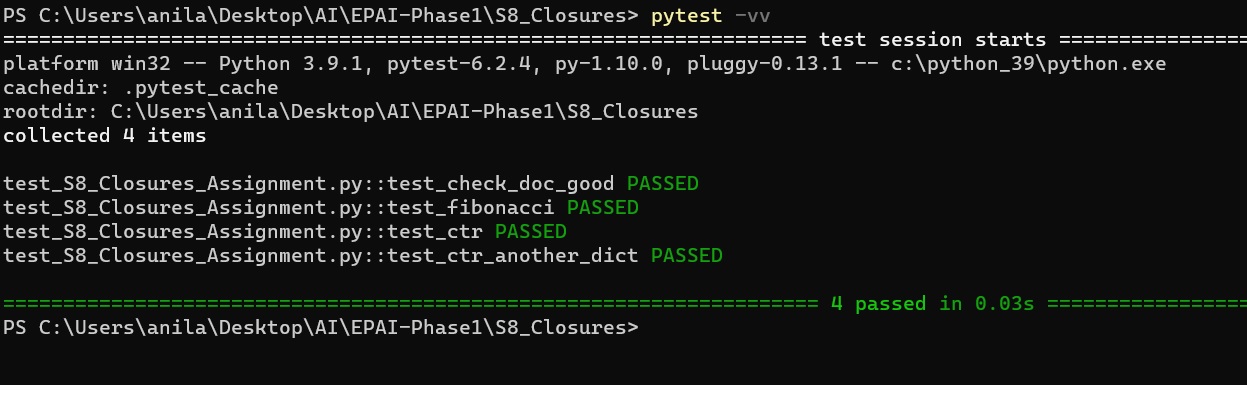 PS C:\Users\anila\Desktop\AI\EPAI-Phase1\S8_Closures> pytest -vv
=================================================================== test session starts ================
platform win32 -- Python 3.9.1, pytest-6.2.4, py-1.10.0, pluggy-0.13.1 -- c:\python_39\python.exe
cachedir: .pytest_cache
rootdir: C:\Users\anila\Desktop\AI\EPAI-Phase1\S8_Closures
collected 4 items
test_S8_Closures_Assignment.py::test_check_doc_good PASSED
test_S8_Closures_Assignment.py::test_fibonacci PASSED
test_S8_Closures_Assignment.py::test_ctr PASSED
test_S8_Closures_Assignment.py::test_ctr_another_dict PASSED
==================================================================== 4 passed in 0.03s =================
PS C:\Users\anila\Desktop\AI\EPAI-Phase1\S8_Closures>